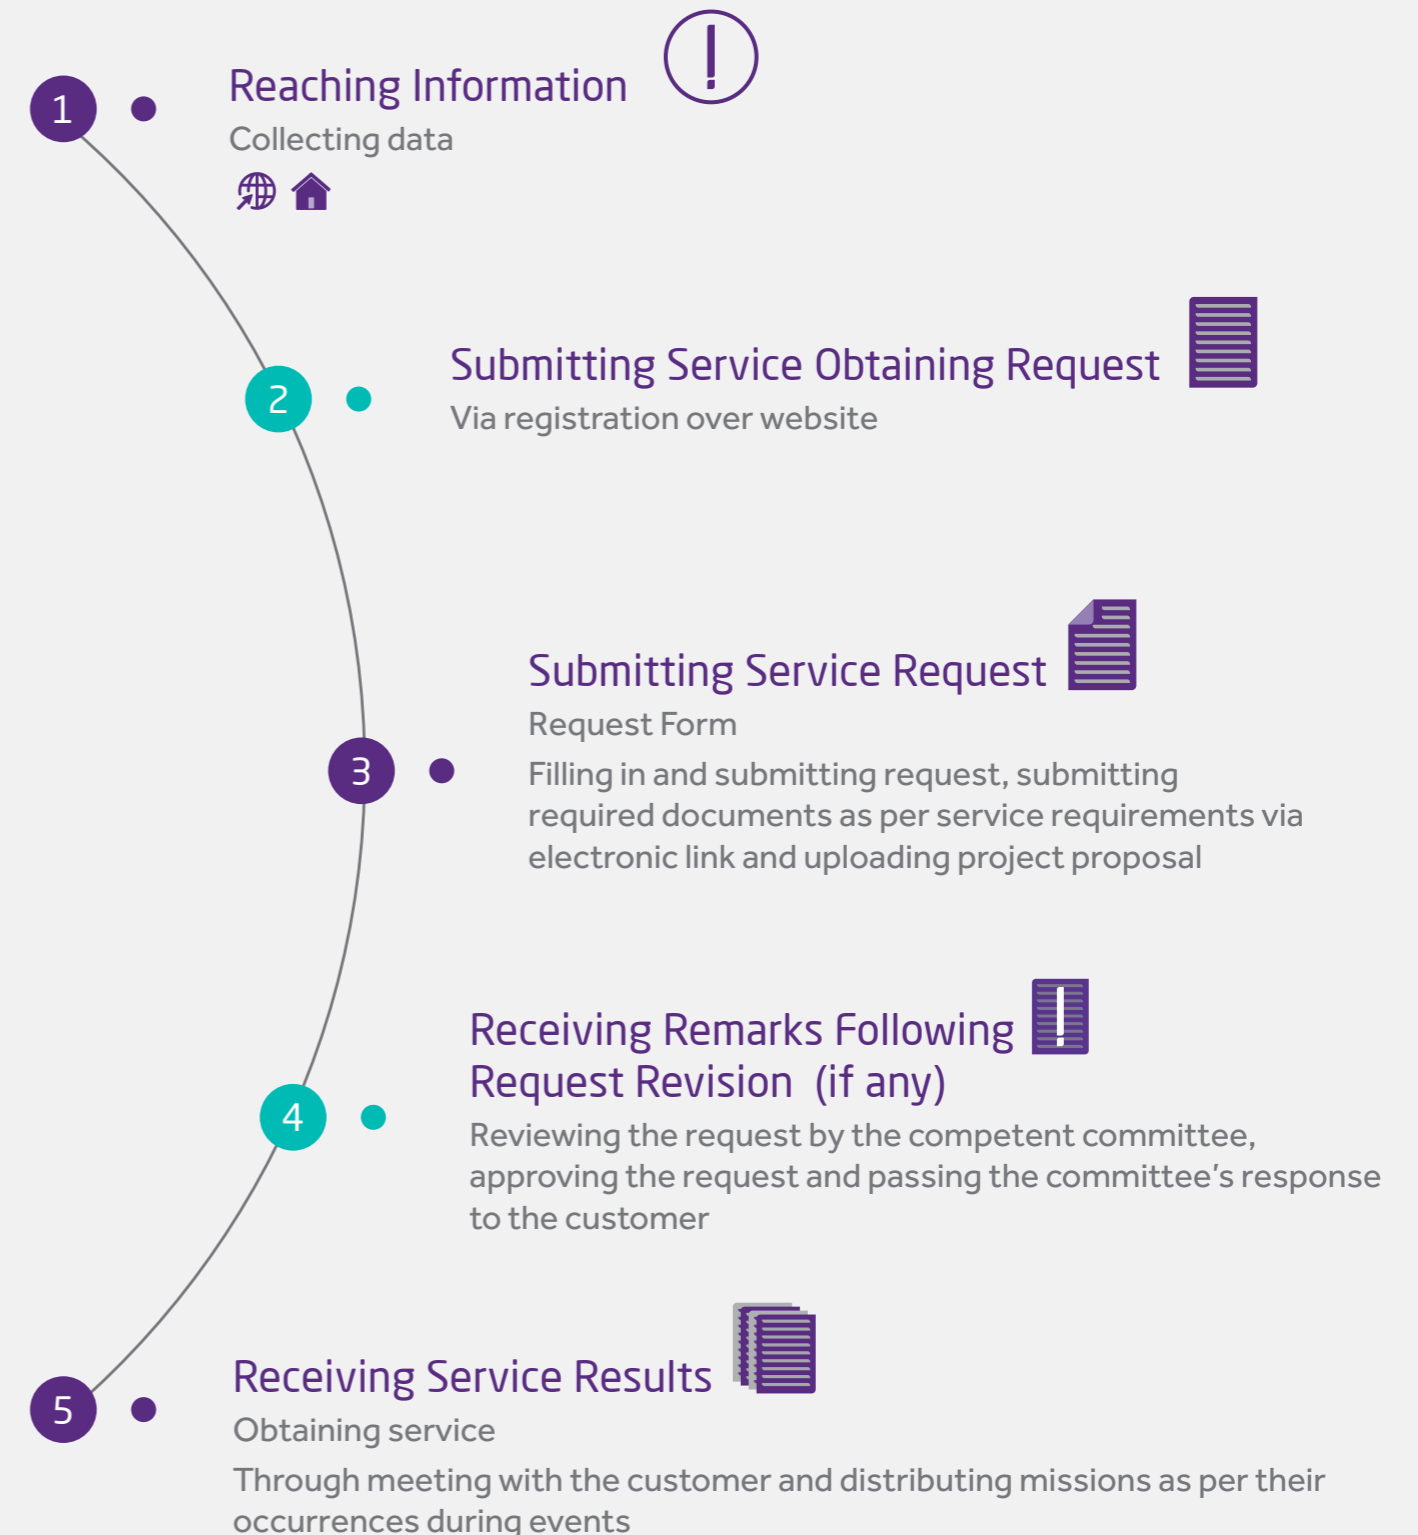 1
Reaching Information
Collecting data
2
Submitting Service Obtaining Request
Via registration over website
3
Submitting Service Request
Request Form
Filling in and submitting request, submitting
required documents as per service requirements via
electronic link and uploading project proposal
4
Receiving Remarks Following
Request Revision (if any)
Reviewing the request by the competent committee,
approving the request and passing the committee's response
to the customer
5
Receiving Service Results
Obtaining service
Through meeting with the customer and distributing missions as per their
occurrences during events